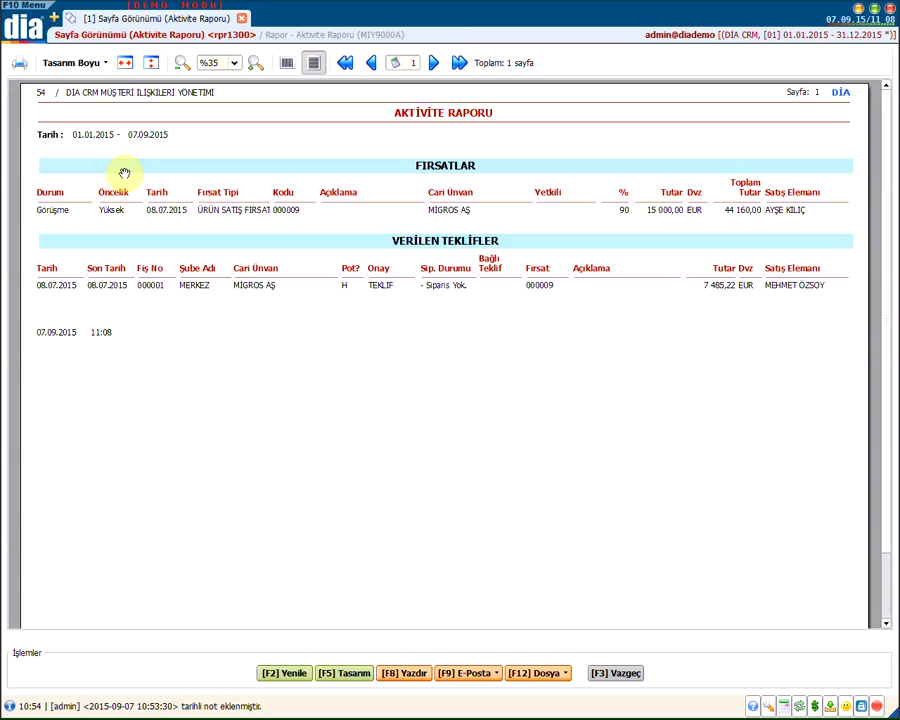 F10 Menu
[DEMO MODU]
dia
[1] Sayfa Görünümü (Aktivite Raporu)
07.09.15/11 08
Sayfa Görünümü (Aktivite Raporu) <rpr1300> / Rapor - Aktivite Raporu (MIY9000A)
admin@diademo [(DİA CRM, [01] 01.01.2015 - 31.12.2015 ")]
Tasarım Boyu
%35
1
Toplam: 1 sayfa
54 / DIA CRM MÜŞTERİ İLİŞKİLERİ YÖNETİMİ
Sayfa: 1 DİA
AKTİVİTE RAPORU
Tarih : 01.01.2015 - 07.09.2015
FIRSATLAR
Durum Öncelik Tarih Fırsat Tipi Kodu Açıklama Cari Ünvan Yetkili % Tutar Dvz Toplam Tutar Satış Elemanı
Görüşme Yüksek 08.07.2015 ÜRÜN SATIŞ FIRSAT 000009 MİGROS AŞ 90 15 000,00 EUR 44 160,00 AYŞE KILIÇ
VERİLEN TEKLİFLER
Tarih Son Tarih Fiş No Şube Adı Cari Ünvan Pot? Onay Sip. Durumu Bağlı Teklif Fırsat Açıklama Tutar Dvz Satış Elemanı
08.07.2015 08.07.2015 000001 MERKEZ MİGROS AŞ H TEKLIF - Siparis Yok. 000009 7 485,22 EUR MEHMET ÖZSOY
07.09.2015 11:08
İşlemler
[F2] Yenile
[F5] Tasarım
[F8] Yazdır
[F9] E-Posta
[F12] Dosya
[F3] Vazgeç
10:54 | [admin] <2015-09-07 10:53:30> tarihli not eklenmiştir.